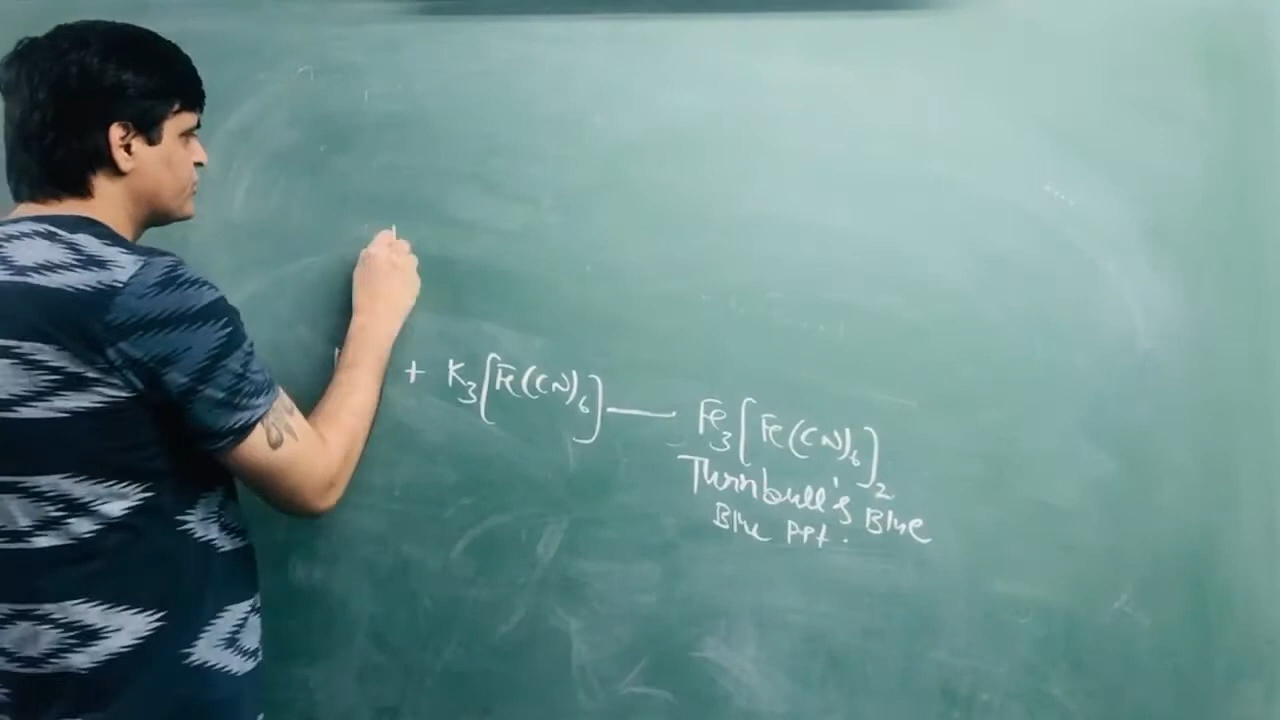 + K3[Fe(CN)6] — Fe3[Fe(CN)6]2
Turnbull's Blue
Blue ppt.